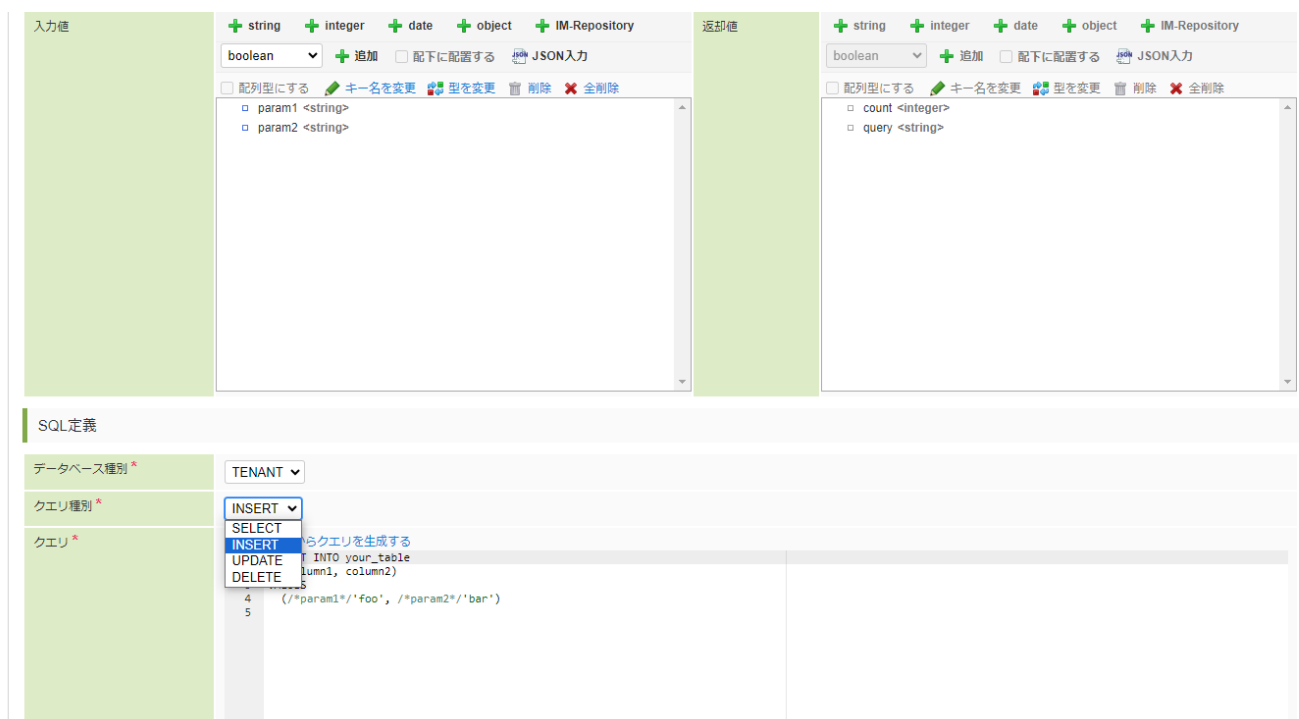 入力値
string integer date object IM-Repository
boolean 追加 配下に配置する JSON入力
配列型にする キー名を変更 型を変更 削除 全削除
param1 <string>
param2 <string>
返却値
string integer date object IM-Repository
boolean 追加 配下に配置する JSON入力
配列型にする キー名を変更 型を変更 削除 全削除
count <integer>
query <string>
SQL定義
データベース種別 *
TENANT
クエリ種別 *
INSERT
SELECT
INSERT
UPDATE
DELETE
クエリ *
らクエリを生成する
T INTO your_table
lumn1, column2)
4 (/*param1*/'foo', /*param2*/'bar')
5